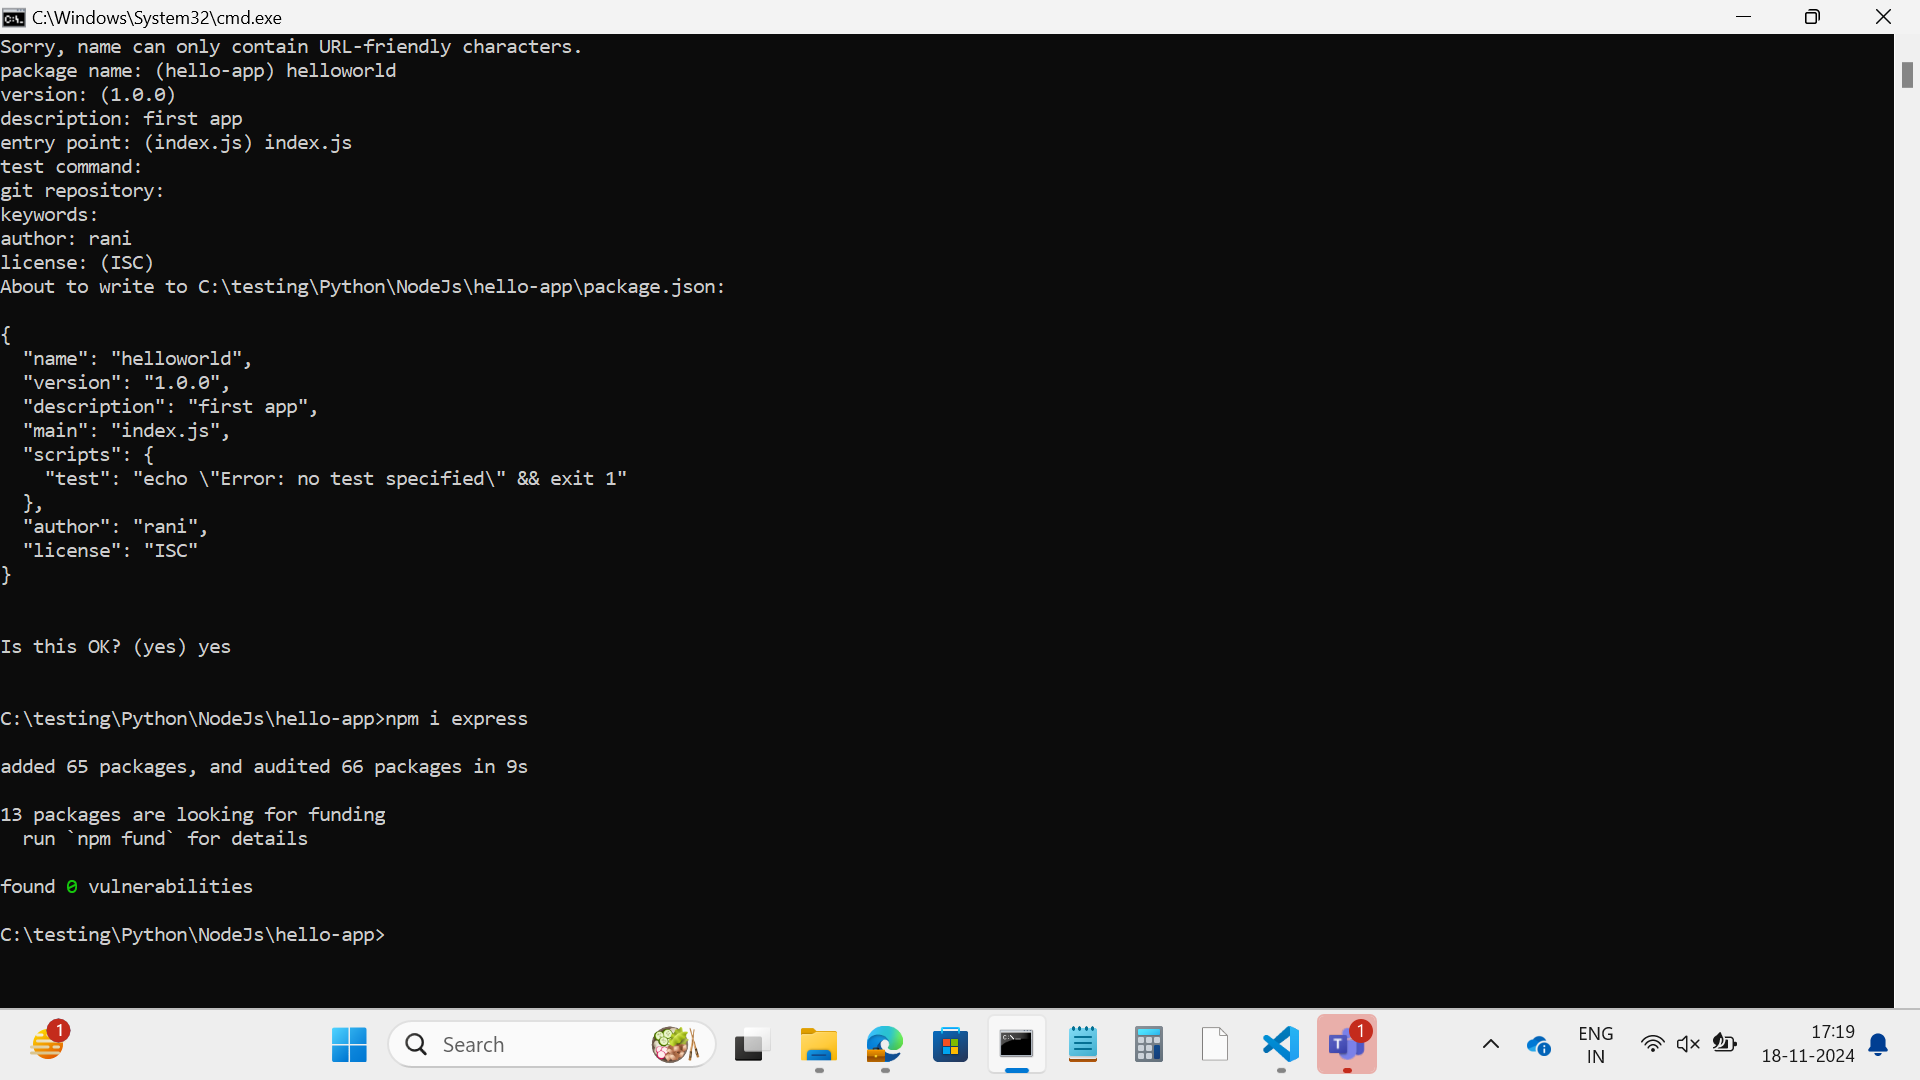 C:\Windows\System32\cmd.exe
Sorry, name can only contain URL-friendly characters.
package name: (hello-app) helloworld
version: (1.0.0)
description: first app
entry point: (index.js) index.js
test command:
git repository:
keywords:
author: rani
license: (ISC)
About to write to C:\testing\Python\NodeJs\hello-app\package.json:
{
  "name": "helloworld",
  "version": "1.0.0",
  "description": "first app",
  "main": "index.js",
  "scripts": {
    "test": "echo \"Error: no test specified\" && exit 1"
  },
  "author": "rani",
  "license": "ISC"
}
Is this OK? (yes) yes
C:\testing\Python\NodeJs\hello-app>npm i express
added 65 packages, and audited 66 packages in 9s
13 packages are looking for funding
  run `npm fund` for details
found 0 vulnerabilities
C:\testing\Python\NodeJs\hello-app>
1
Search
T
1
ENG
IN
17:19
18-11-2024